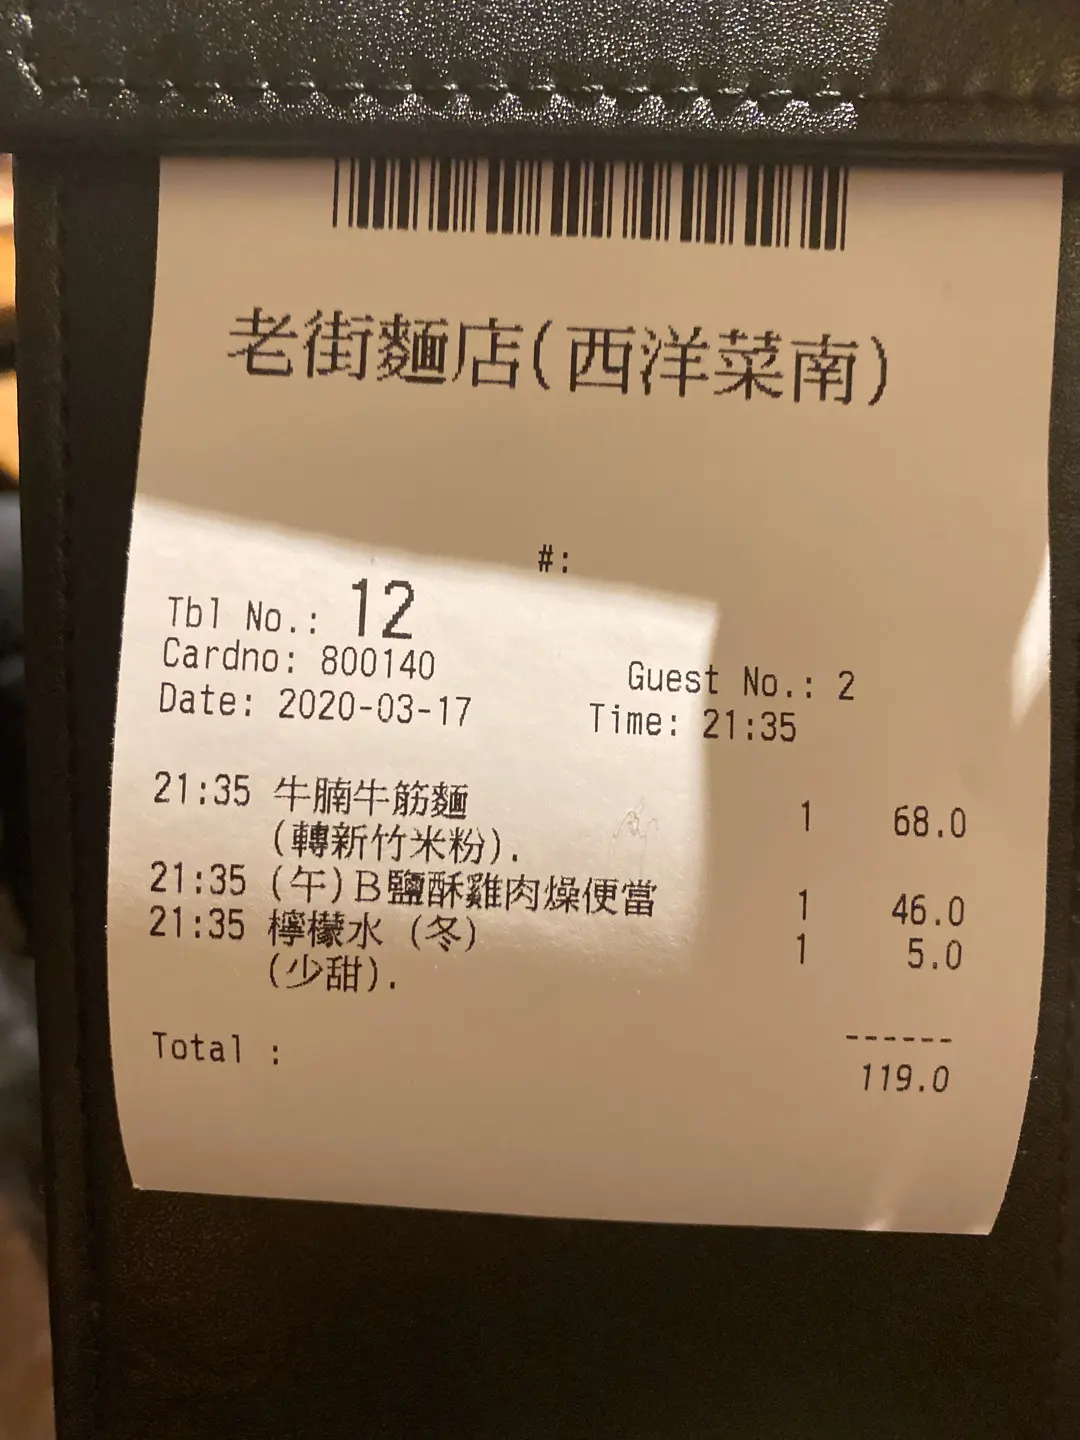 老街麵店(西洋菜南)
#:
Tbl No.: 12
Cardno: 800140 Guest No.: 2
Date: 2020-03-17 Time: 21:35
21:35 牛腩牛筋麵 1 68.0
(轉新竹米粉).
21:35 (午)B鹽酥雞肉燥便當 1 46.0
21:35 檸檬水 (冬) 1 5.0
(少甜).
------
Total : 119.0